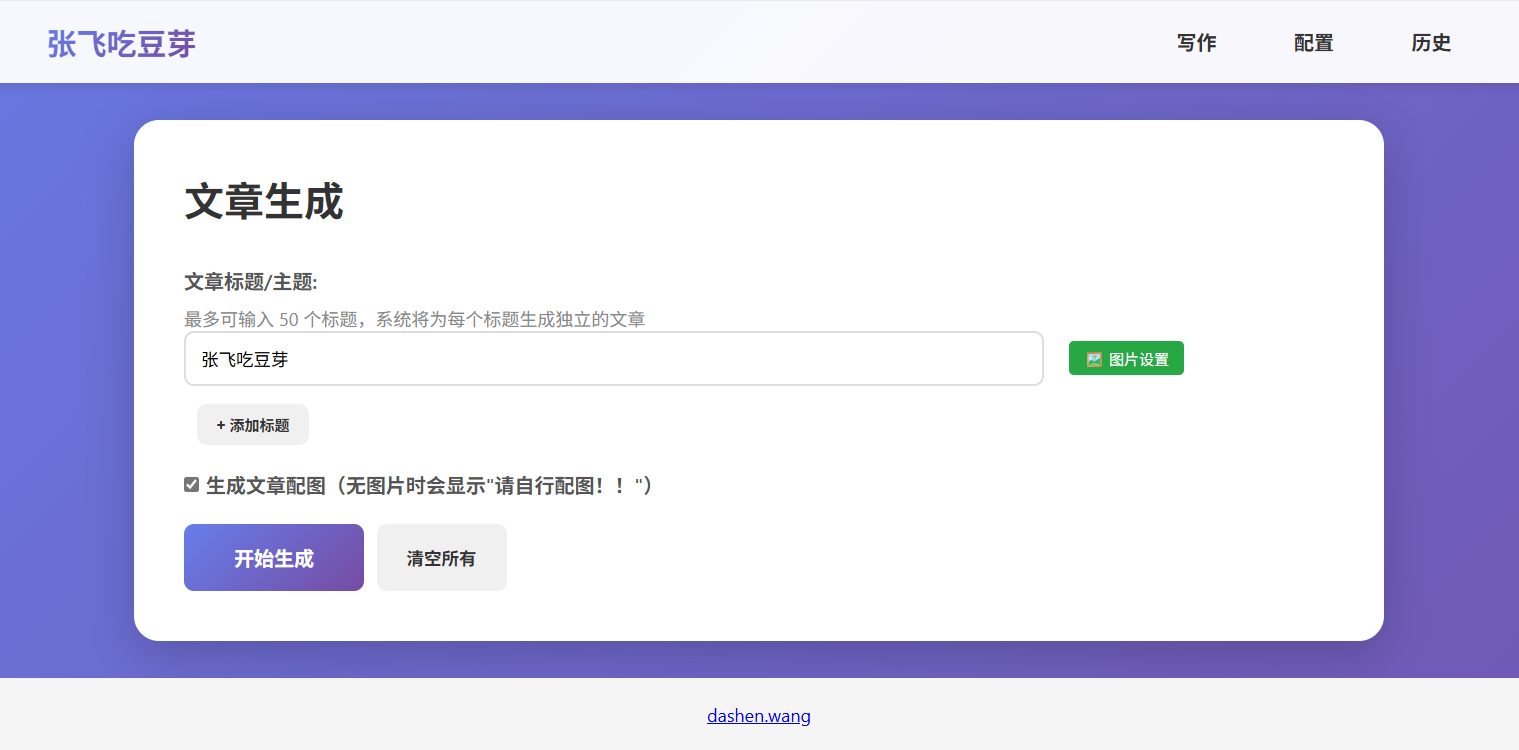 张飞吃豆芽
写作 配置 历史
文章生成
文章标题/主题:
最多可输入 50 个标题，系统将为每个标题生成独立的文章
张飞吃豆芽
图片设置
+ 添加标题
生成文章配图（无图片时会显示"请自行配图！！"）
开始生成 清空所有
dashen.wang